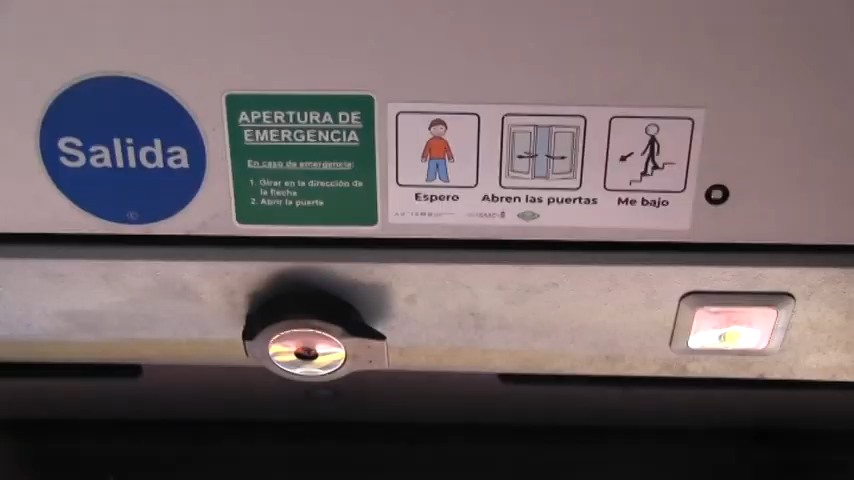 Salida
APERTURA DE
EMERGENCIA
En caso de emergencia:
1. Girar en la dirección de
la flecha
2. Abrir la puerta
Espero
Abren las puertas
Me bajo